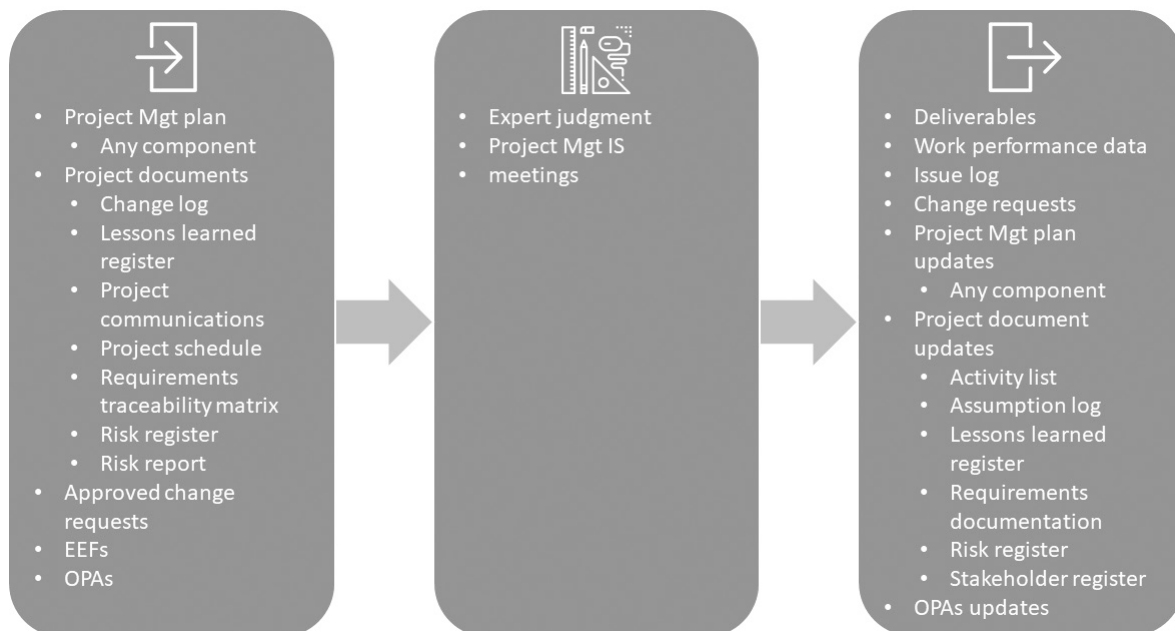 Project Mgt plan
Any component
Project documents
Change log
Lessons learned
register
Project
communications
Project schedule
Requirements
traceability matrix
Risk register
Risk report
Approved change
requests
EEFs
OPAs
Expert judgment
Project Mgt IS
meetings
Deliverables
Work performance data
Issue log
Change requests
Project Mgt plan
updates
Any component
Project document
updates
Activity list
Assumption log
Lessons learned
register
Requirements
documentation
Risk register
Stakeholder register
OPAs updates